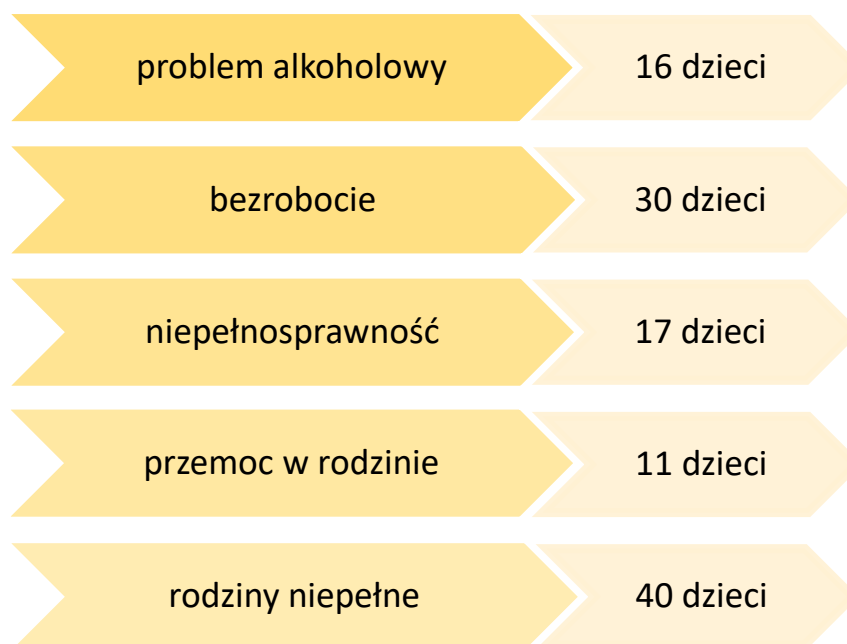 problem alkoholowy 16 dzieci
bezrobocie 30 dzieci
niepełnosprawność 17 dzieci
przemoc w rodzinie 11 dzieci
rodziny niepełne 40 dzieci